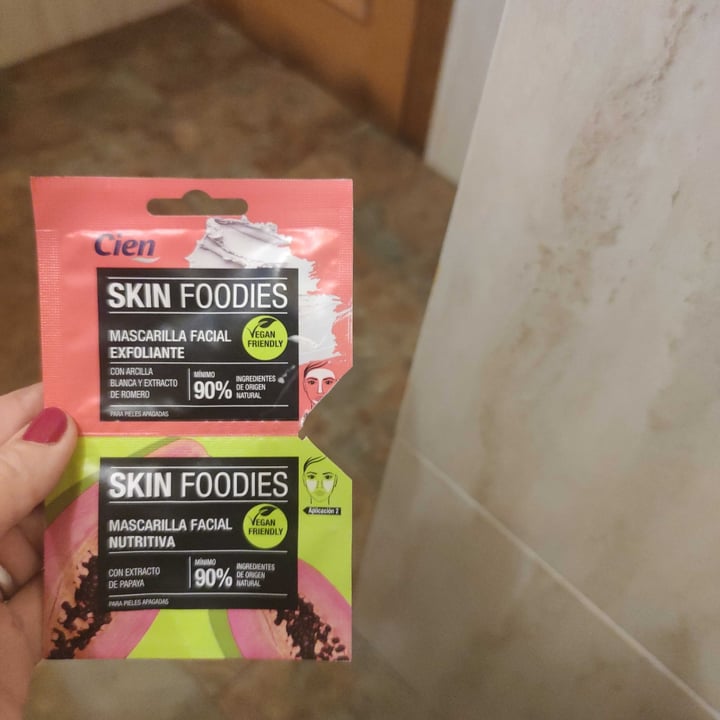 Cien
SKIN FOODIES
MASCARILLA FACIAL
EXFOLIANTE
VEGAN
FRIENDLY
CON ARCILLA
BLANCA Y EXTRACTO
DE ROMERO
MÍNIMO
90%
INGREDIENTES
DE ORIGEN
NATURAL
PARA PIELES APAGADAS
SKIN FOODIES
Aplicación 2
MASCARILLA FACIAL
NUTRITIVA
VEGAN
FRIENDLY
CON EXTRACTO
DE PAPAYA
MÍNIMO
90%
INGREDIENTES
DE ORIGEN
NATURAL
PARA PIELES APAGADAS